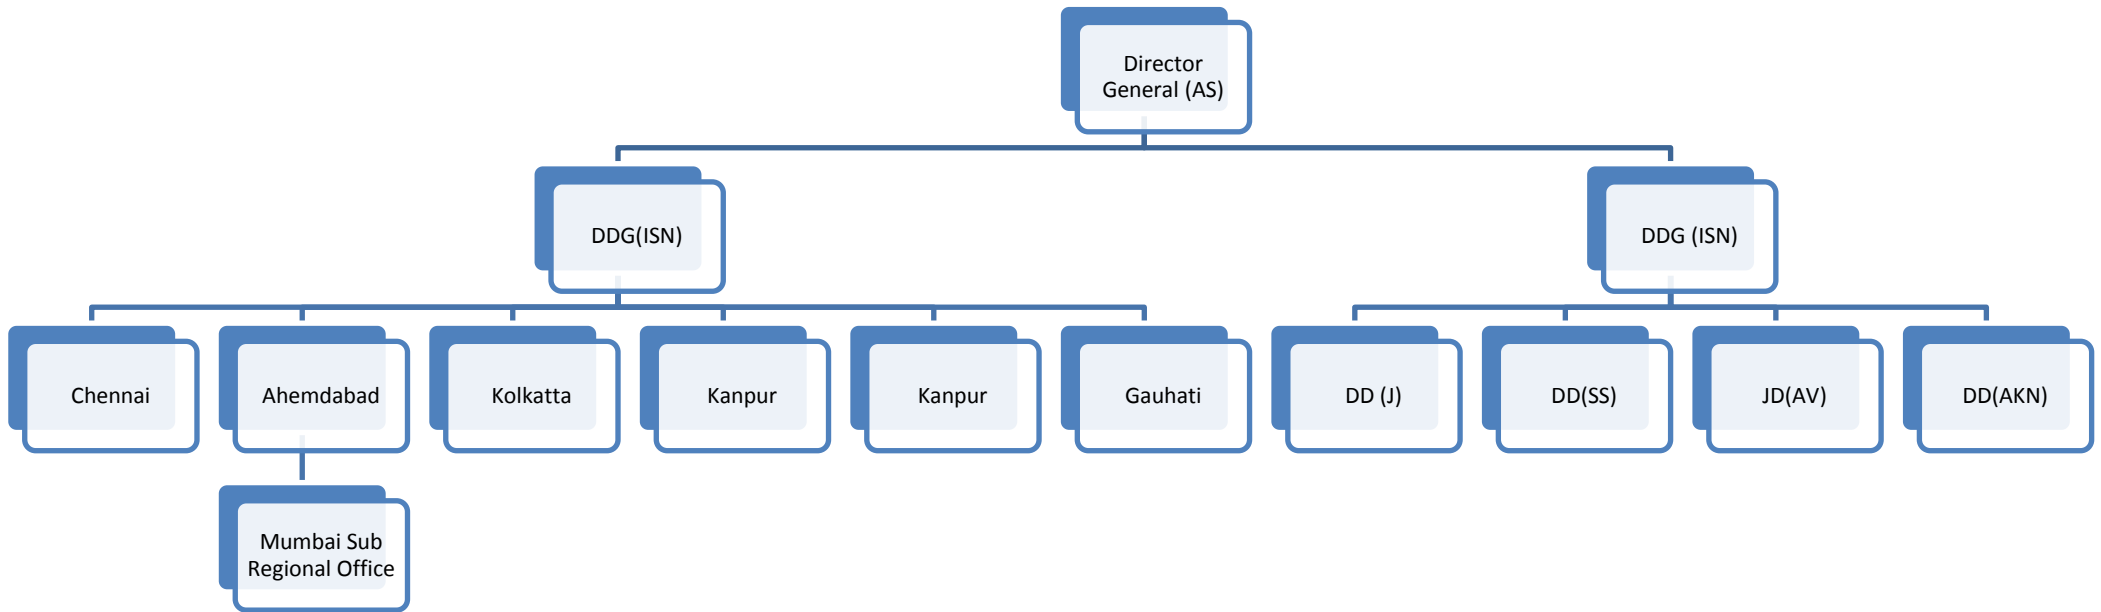 Director
General (AS)
DDG(ISN)
DDG (ISN)
Chennai
Ahemdabad
Kolkatta
Kanpur
Kanpur
Gauhati
DD (J)
DD(SS)
JD(AV)
DD(AKN)
Mumbai Sub
Regional Office